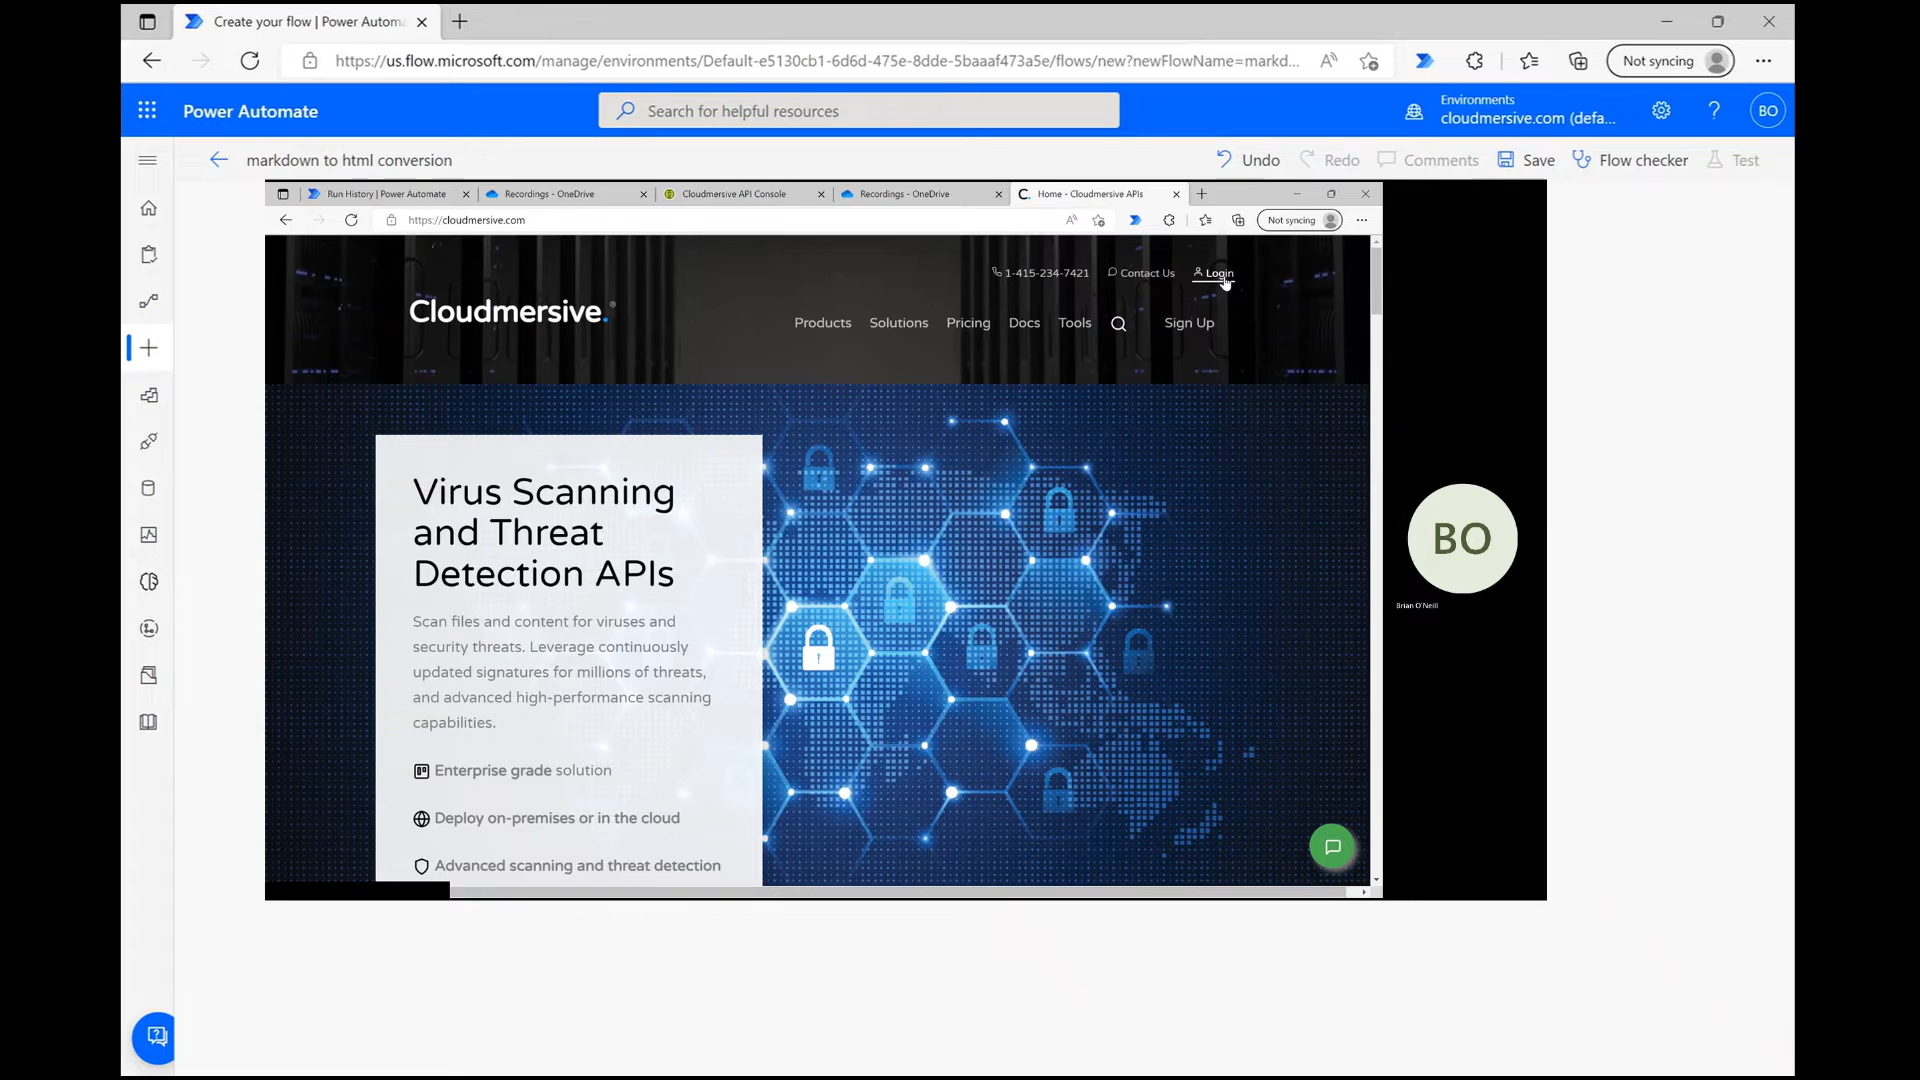 Create your flow | Power Automa
https://us.flow.microsoft.com/manage/environments/Default-e5130cb1-6d6d-475e-8dde-5baaaf473a5e/flows/new?newFlowName=markd...
Not syncing
Power Automate
Search for helpful resources
Environments
cloudmersive.com (defa...
BO
markdown to html conversion
Undo
Redo
Comments
Save
Flow checker
Test
Run History | Power Automate
Recordings - OneDrive
Cloudmersive API Console
Recordings - OneDrive
Home - Cloudmersive APIs
https://cloudmersive.com
Not syncing
1-415-234-7421
Contact Us
Login
Cloudmersive.®
Products
Solutions
Pricing
Docs
Tools
Sign Up
Virus Scanning
and Threat
Detection APIs
Scan files and content for viruses and
security threats. Leverage continuously
updated signatures for millions of threats,
and advanced high-performance scanning
capabilities.
Enterprise grade solution
Deploy on-premises or in the cloud
Advanced scanning and threat detection
BO
Brian O'Neill